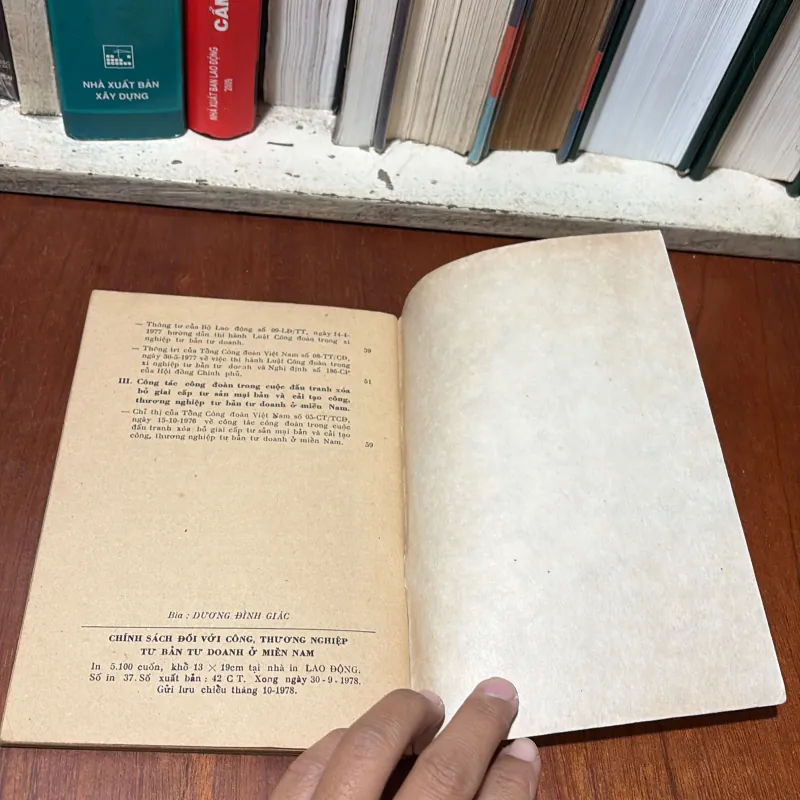 NHÀ XUẤT BẢN
XÂY DỰNG
CẨM
NHÀ XUẤT BẢN LAO ĐỘNG
2009
— Thông tư của Bộ Lao động số 09-LĐ/TT, ngày 14-4-
1977 hướng dẫn thi hành Luật Công đoàn trong xí
nghiệp tư bản tư doanh. 39
— Thông tri của Tổng Công đoàn Việt Nam số 08-TT/CĐ,
ngày 30-5-1977 về việc thi hành Luật Công đoàn trong
xí nghiệp tư bản tư doanh và Nghị định số 186-CP
của Hội đồng Chính phủ. 51
III. Công tác công đoàn trong cuộc đấu tranh xóa
bỏ giai cấp tư sản mại bản và cải tạo công,
thương nghiệp tư bản tư doanh ở miền Nam.
— Chỉ thị của Tổng Công đoàn Việt Nam số 05-CT/TCĐ,
ngày 15-10-1976 về công tác công đoàn trong cuộc
đấu tranh xóa bỏ giai cấp tư sản mại bản và cải tạo
công, thương nghiệp tư bản tư doanh ở miền Nam. 59
Bìa : DƯƠNG ĐÌNH GIÁC
CHÍNH SÁCH ĐỐI VỚI CÔNG, THƯƠNG NGHIỆP
TƯ BẢN TƯ DOANH Ở MIỀN NAM
In 5.100 cuốn, khổ 13 × 19cm tại nhà in LAO ĐỘNG.
Số in 37. Số xuất bản : 42 C T. Xong ngày 30-9-1978.
Gửi lưu chiểu tháng 10-1978.